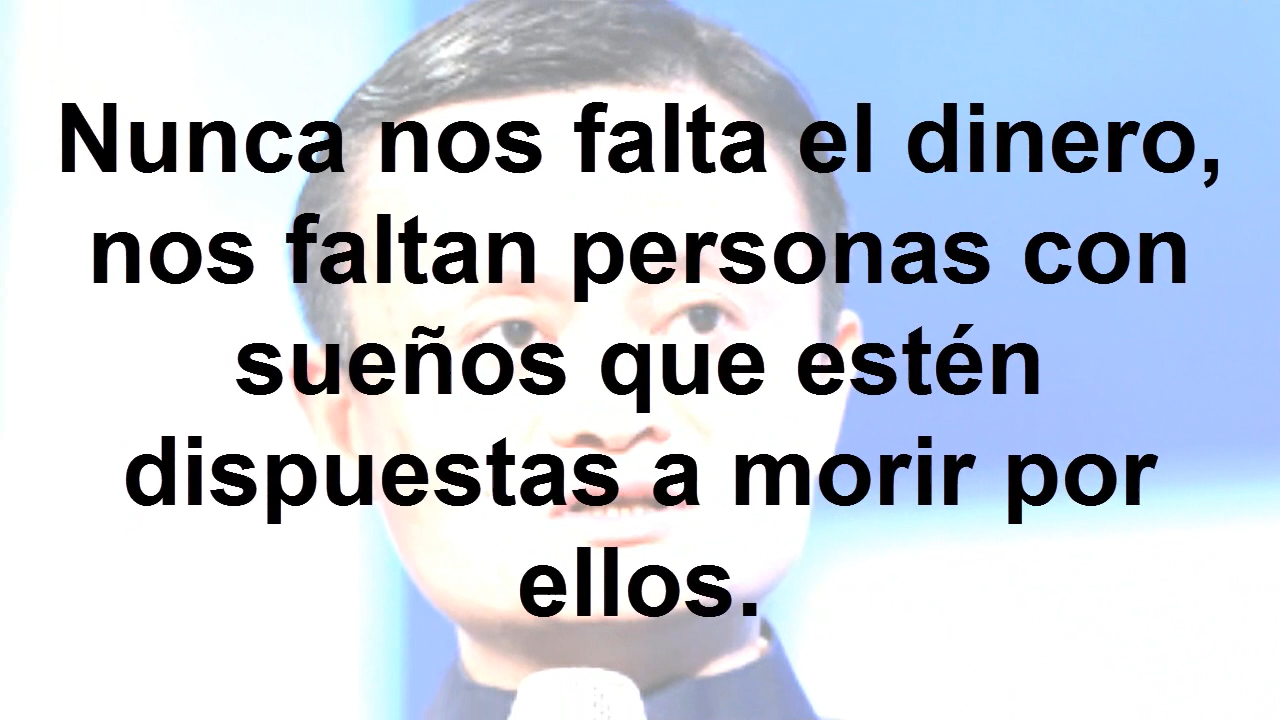 Nunca nos falta el dinero,
nos faltan personas con
sueños que estén
dispuestas a morir por
ellos.